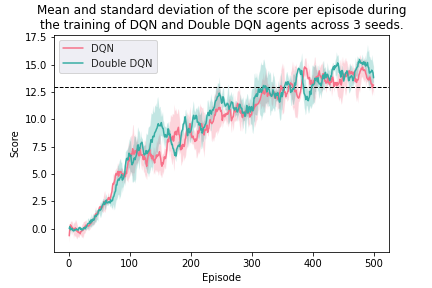 Mean and standard deviation of the score per episode during
the training of DQN and Double DQN agents across 3 seeds.
17.5
15.0
12.5
10.0
7.5
5.0
2.5
0.0
Score
DQN
Double DQN
0 100 200 300 400 500
Episode